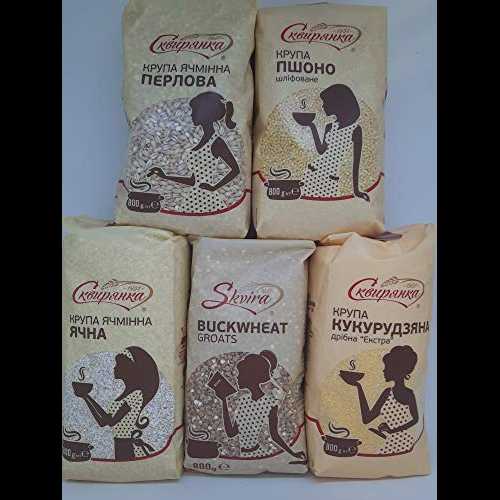 Сквирянка
®
КРУПА ЯЧМІННА
ПЕРЛОВА
800 g℮
Сквирянка
®
КРУПА
ПШОНО
шліфоване
800 g℮
Сквирянка
®
КРУПА ЯЧМІННА
ЯЧНА
800 g℮
Skvira
®
BUCKWHEAT
GROATS
800 g℮
Сквирянка
®
КРУПА
КУКУРУДЗЯНА
дрібна "Екстра"
800 g℮